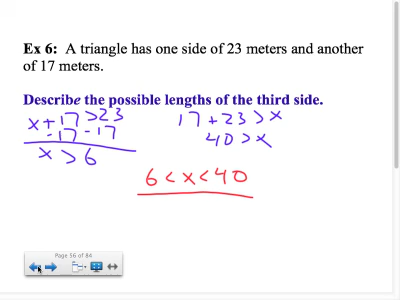 Ex 6: A triangle has one side of 23 meters and another
of 17 meters.
Describe the possible lengths of the third side.
x + 17 > 23
-17 -17
x > 6
17 + 23 > x
40 > x
6 < x < 40
Page 56 of 84